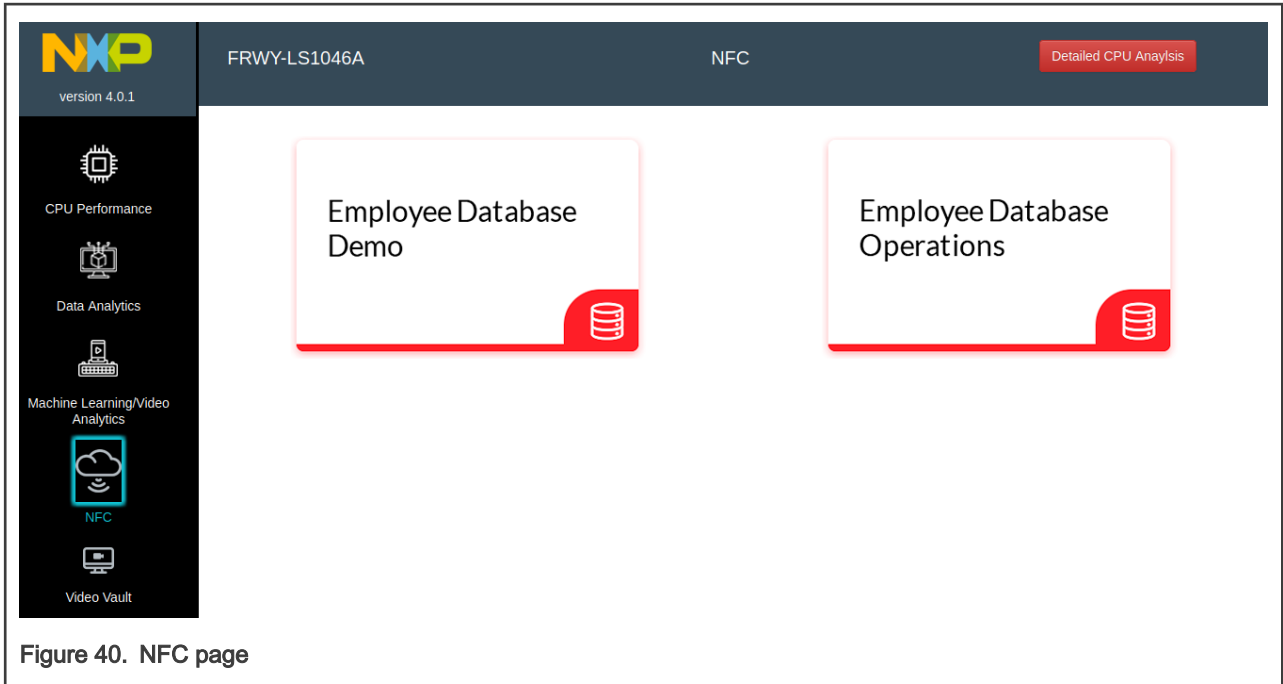 NXP
version 4.0.1
FRWY-LS1046A
NFC
Detailed CPU Anaylsis
CPU Performance
Data Analytics
Machine Learning/Video
Analytics
NFC
Video Vault
Employee Database
Demo
Employee Database
Operations
Figure 40. NFC page